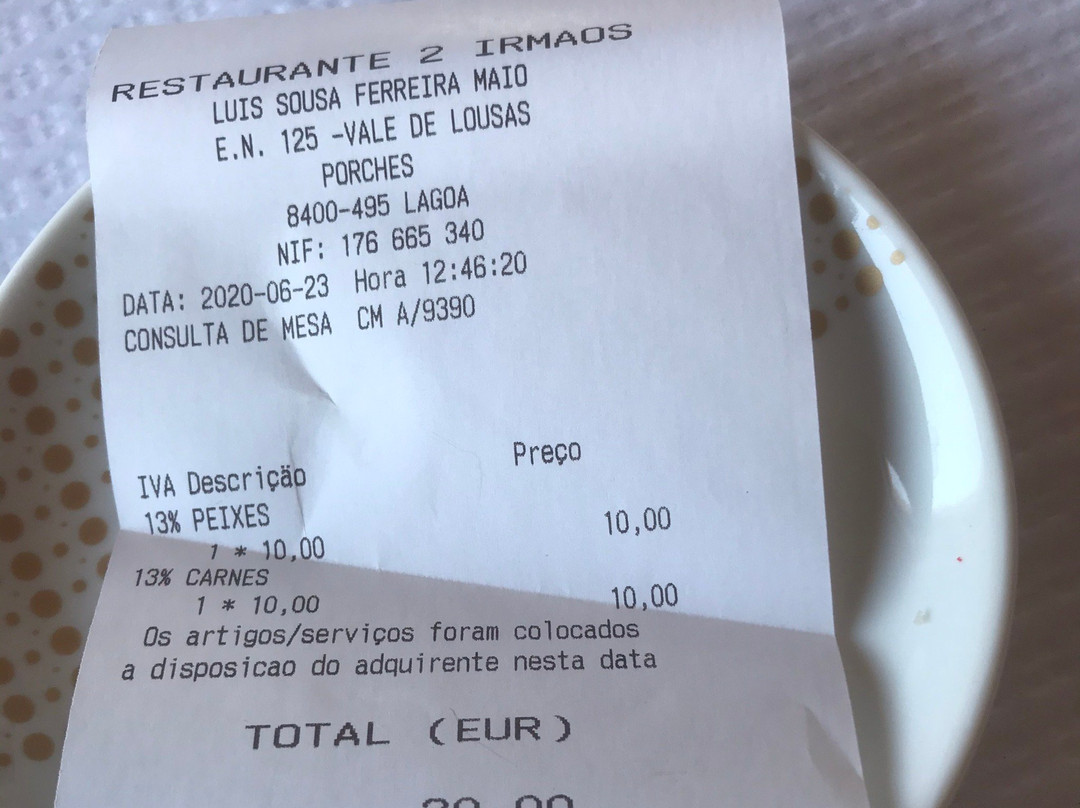 RESTAURANTE 2 IRMAOS
LUIS SOUSA FERREIRA MAIO
E.N. 125 -VALE DE LOUSAS
PORCHES
8400-495 LAGOA
NIF: 176 665 340
DATA: 2020-06-23 Hora 12:46:20
CONSULTA DE MESA CM A/9390
IVA Descrição Preço
13% PEIXES 10,00
1 * 10,00
13% CARNES 10,00
1 * 10,00
Os artigos/serviços foram colocados
a disposicao do adquirente nesta data
TOTAL (EUR)